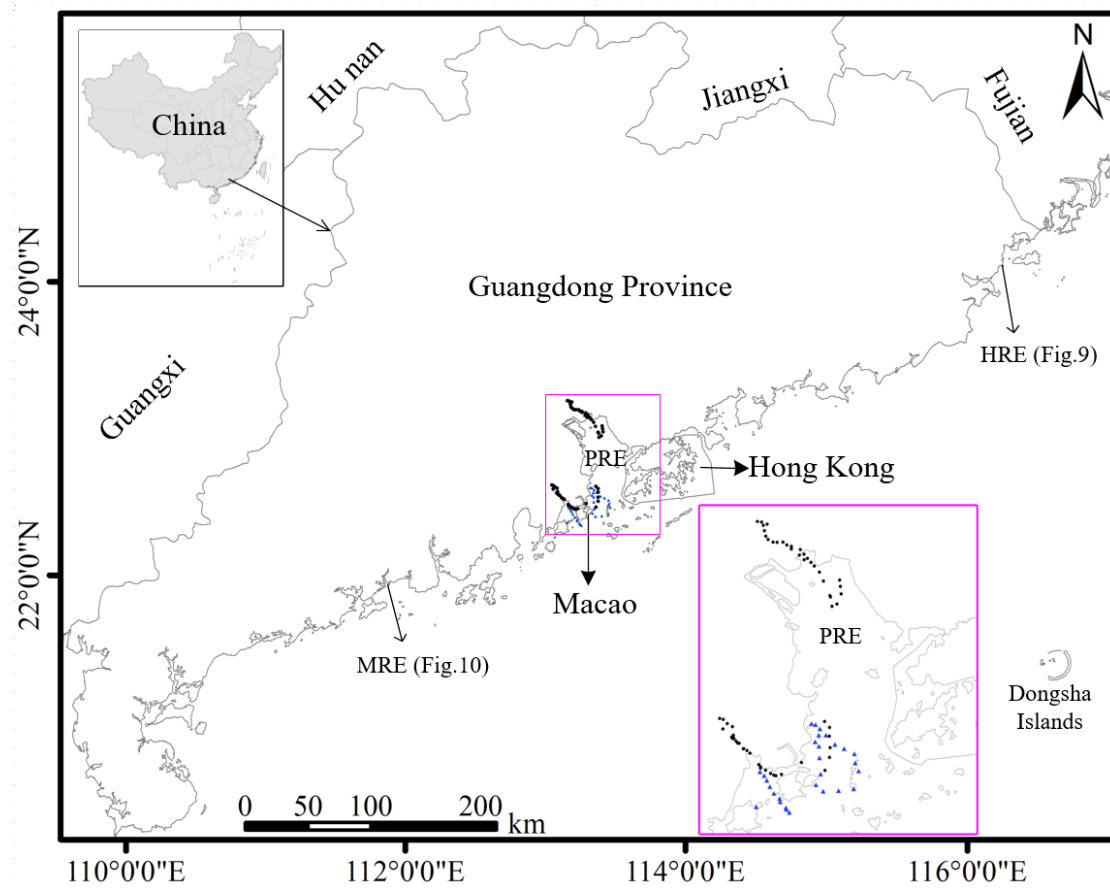 Hu nan
Jiangxi
Fujian
N
China
24°0'0"N
Guangdong Province
HRE (Fig.9)
Guangxi
PRE
Hong Kong
22°0'0"N
Macao
MRE (Fig.10)
PRE
Dongsha
Islands
0 50 100 200
km
110°0'0"E 112°0'0"E 114°0'0"E 116°0'0"E